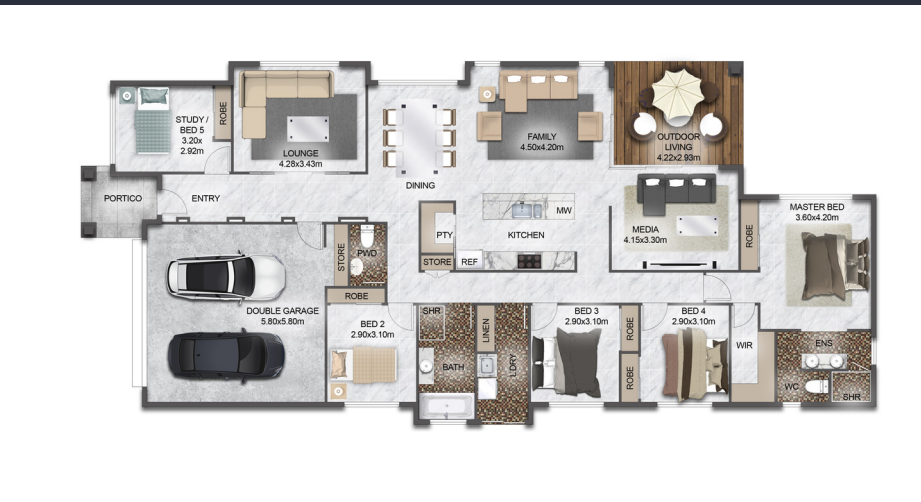 STUDY /
BED 5
3.20x
2.92m
ROBE
LOUNGE
4.28x3.43m
DINING
FAMILY
4.50x4.20m
OUTDOOR
LIVING
4.22x2.93m
PORTICO
ENTRY
PTY
MW
KITCHEN
STORE
REF
MEDIA
4.15x3.30m
ROBE
MASTER BED
3.60x4.20m
STORE
PWD
ROBE
DOUBLE GARAGE
5.80x5.80m
BED 2
2.90x3.10m
SHR
BATH
LINEN
LDRY
BED 3
2.90x3.10m
ROBE
ROBE
BED 4
2.90x3.10m
WIR
ENS
WC
SHR